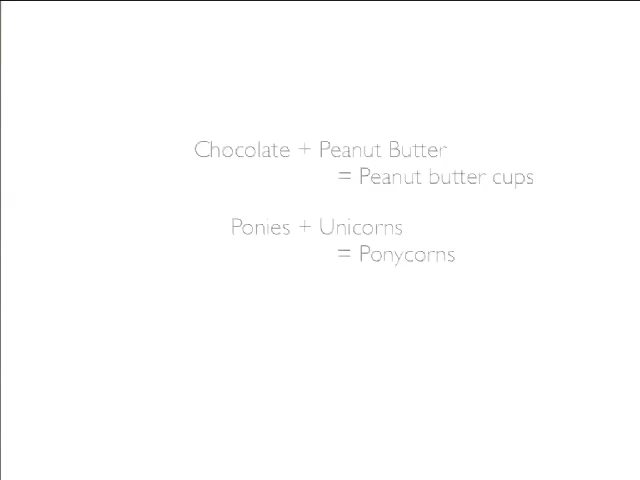 Chocolate + Peanut Butter
= Peanut butter cups
Ponies + Unicorns
= Ponycorns